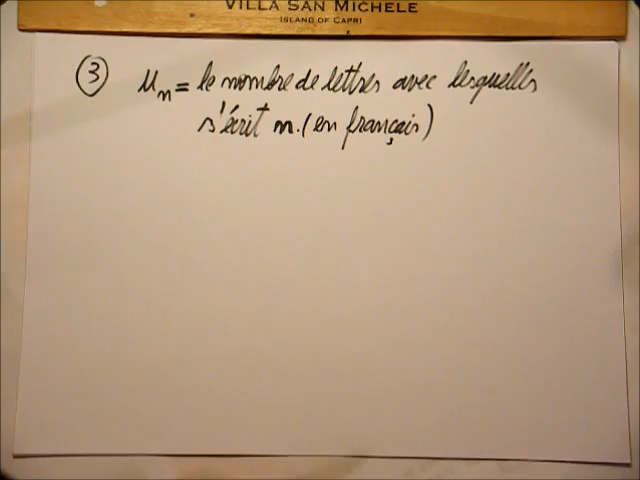 VILLA SAN MICHELE
ISLAND OF CAPRI
③ Un = le nombre de lettres avec lesquelles
s'écrit n. (en français)